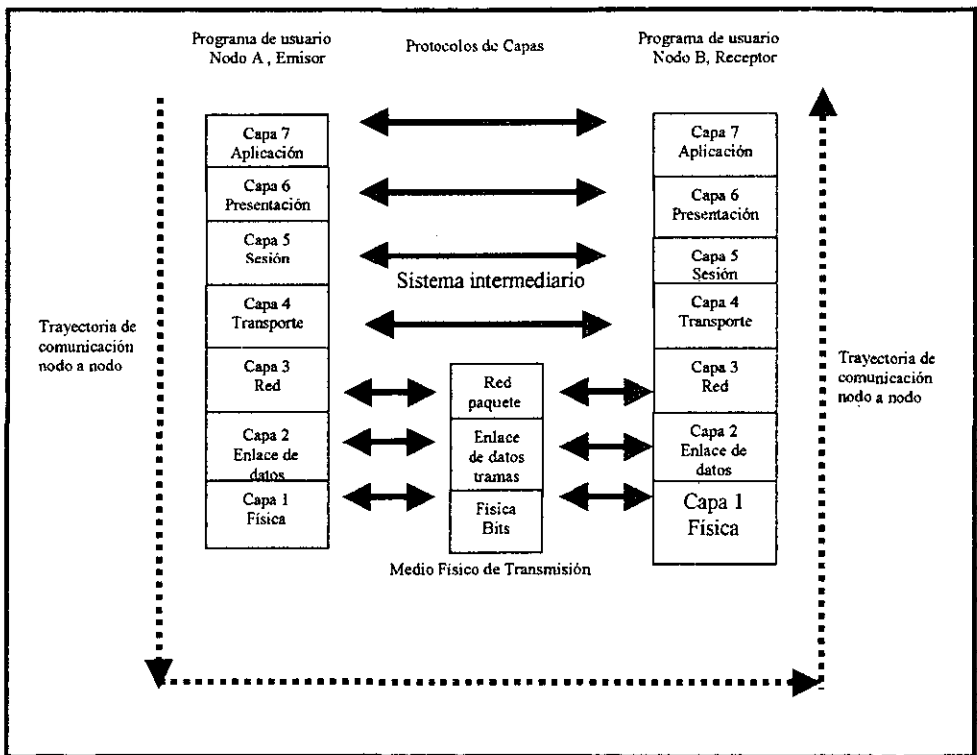 Programa de usuario
Nodo A , Emisor
Protocolos de Capas
Programa de usuario
Nodo B, Receptor
Capa 7
Aplicación
Capa 6
Presentación
Capa 5
Sesión
Capa 4
Transporte
Capa 3
Red
Capa 2
Enlace de
datos
Capa 1
Física
Trayectoria de
comunicación
nodo a nodo
Sistema intermediario
Red
paquete
Enlace
de datos
tramas
Física
Bits
Medio Físico de Transmisión
Capa 7
Aplicación
Capa 6
Presentación
Capa 5
Sesión
Capa 4
Transporte
Capa 3
Red
Capa 2
Enlace de
datos
Capa 1
Física
Trayectoria de
comunicación
nodo a nodo